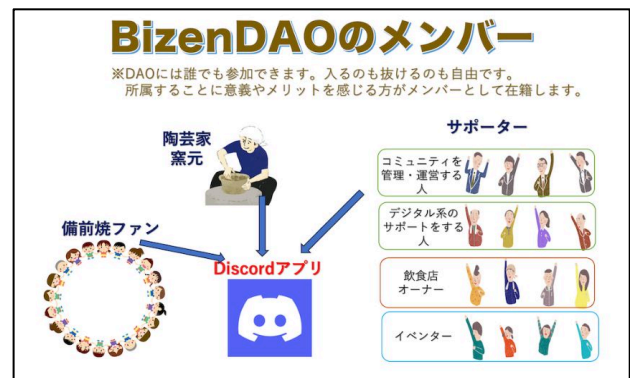 BizenDAOのメンバー
※DAOには誰でも参加できます。入るのも抜けるのも自由です。
所属することに意義やメリットを感じる方がメンバーとして在籍します。
陶芸家
窯元
サポーター
コミュニティを
管理・運営する
人
デジタル系の
サポートをする
人
備前焼ファン
Discordアプリ
飲食店
オーナー
イベンター